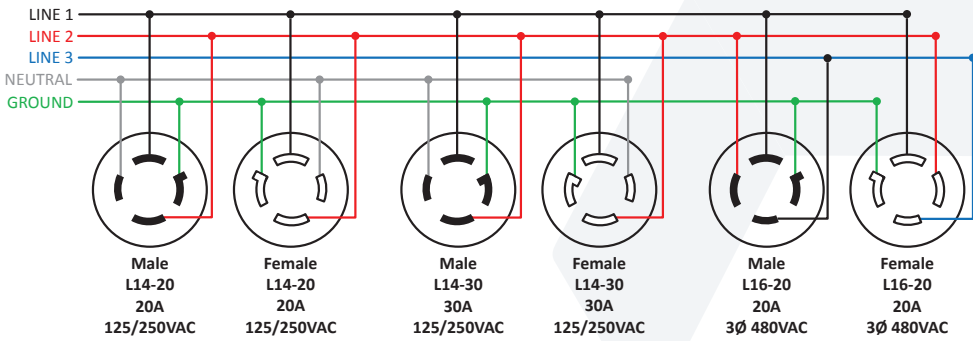 LINE 1
LINE 2
LINE 3
NEUTRAL
GROUND
Male
L14-20
20A
125/250VAC
Female
L14-20
20A
125/250VAC
Male
L14-30
30A
125/250VAC
Female
L14-30
30A
125/250VAC
Male
L16-20
20A
3Ø 480VAC
Female
L16-20
20A
3Ø 480VAC